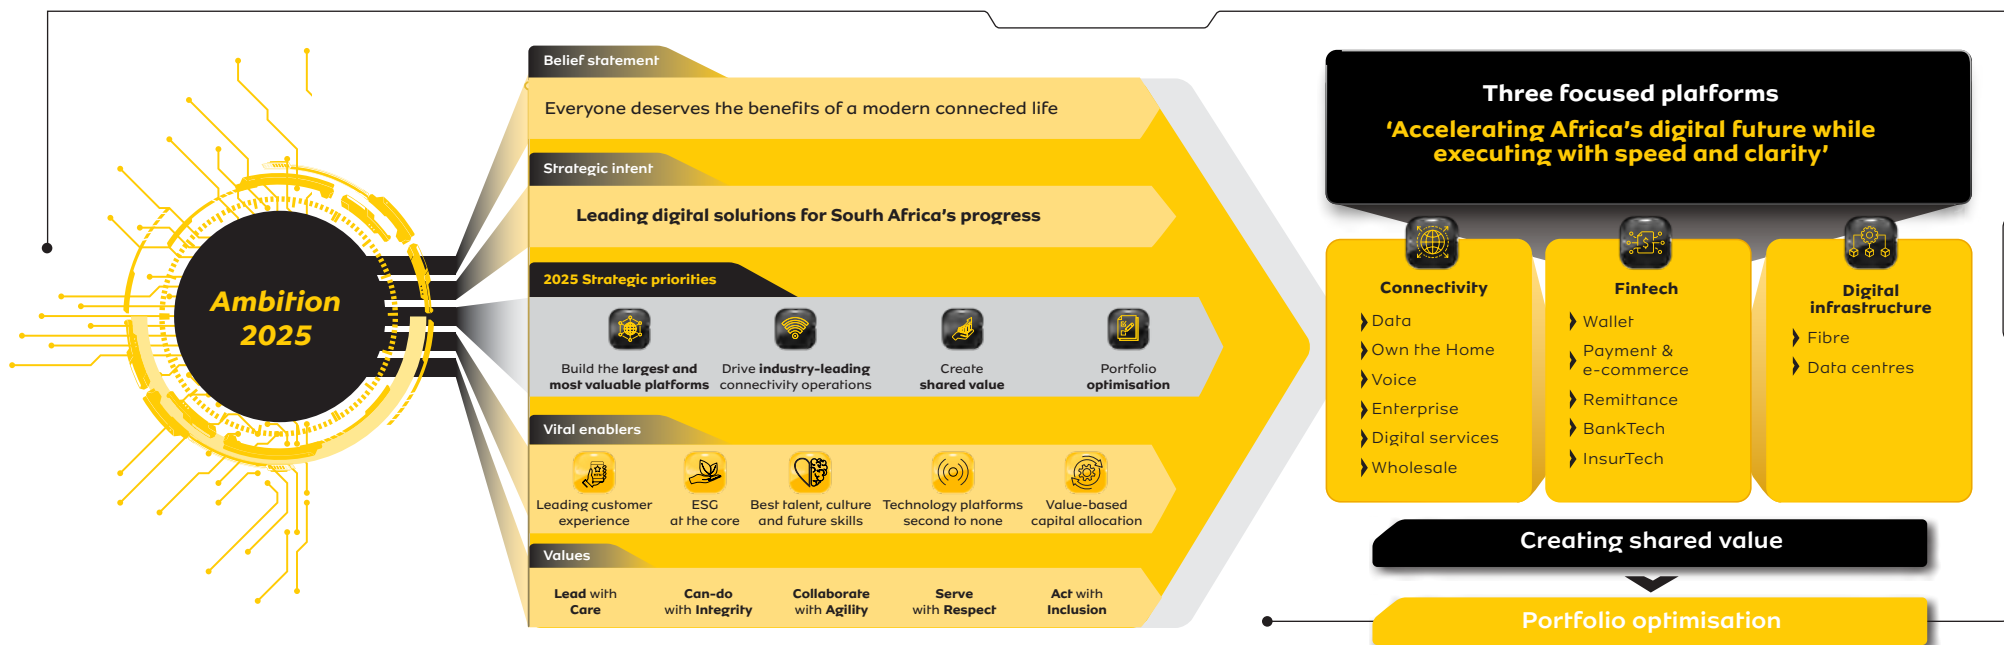 Ambition
2025
Belief statement
Everyone deserves the benefits of a modern connected life
Strategic intent
Leading digital solutions for South Africa's progress
2025 Strategic priorities
Build the largest and
most valuable platforms
Drive industry-leading
connectivity operations
Create
shared value
Portfolio
optimisation
Vital enablers
Leading customer
experience
ESG
at the core
Best talent, culture
and future skills
Technology platforms
second to none
Value-based
capital allocation
Values
Lead with
Care
Can-do
with Integrity
Collaborate
with Agility
Serve
with Respect
Act with
Inclusion
Three focused platforms
'Accelerating Africa's digital future while
executing with speed and clarity'
Connectivity
Data
Own the Home
Voice
Enterprise
Digital services
Wholesale
Fintech
Wallet
Payment &
e-commerce
Remittance
BankTech
InsurTech
Digital
infrastructure
Fibre
Data centres
Creating shared value
Portfolio optimisation